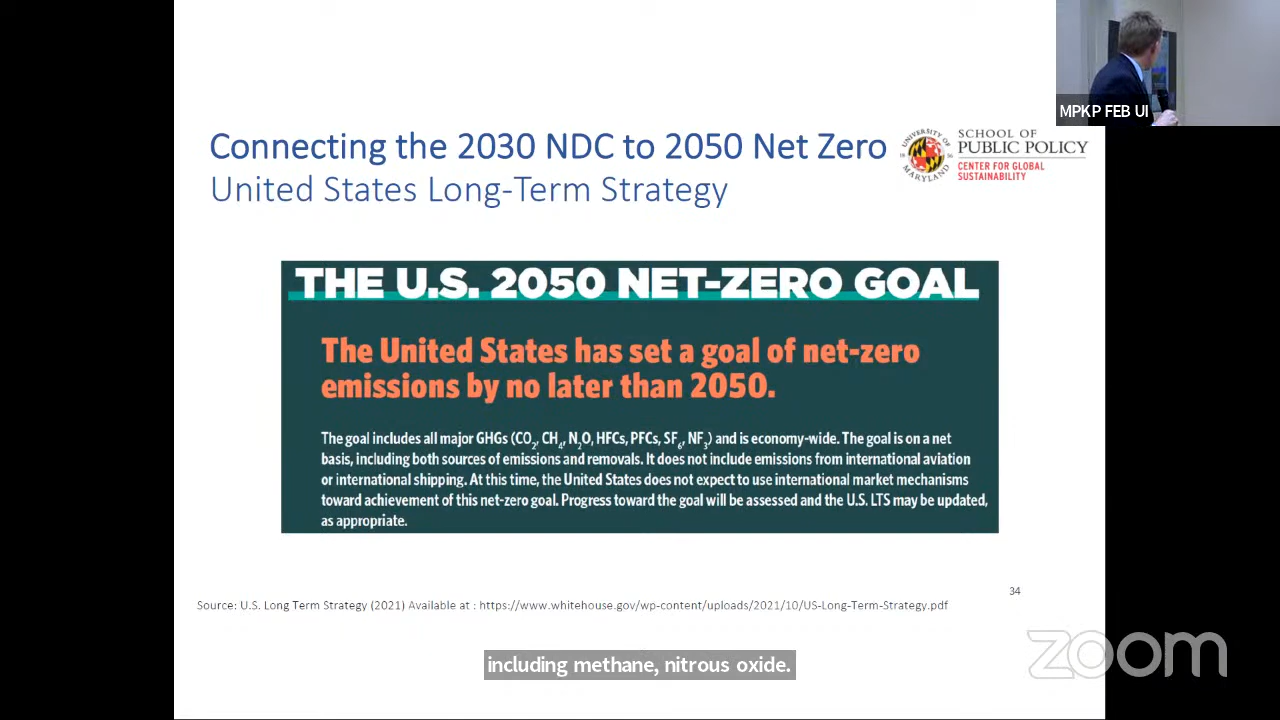 MPKP FEB UI
Connecting the 2030 NDC to 2050 Net Zero
United States Long-Term Strategy
UNIVERSITY OF
MARYLAND
18 56
SCHOOL OF
PUBLIC POLICY
CENTER FOR GLOBAL
SUSTAINABILITY
THE U.S. 2050 NET-ZERO GOAL
The United States has set a goal of net-zero
emissions by no later than 2050.
The goal includes all major GHGs (CO₂, CH₄, N₂O, HFCs, PFCs, SF₆, NF₃) and is economy-wide. The goal is on a net
basis, including both sources of emissions and removals. It does not include emissions from international aviation
or international shipping. At this time, the United States does not expect to use international market mechanisms
toward achievement of this net-zero goal. Progress toward the goal will be assessed and the U.S. LTS may be updated,
as appropriate.
34
Source: U.S. Long Term Strategy (2021) Available at : https://www.whitehouse.gov/wp-content/uploads/2021/10/US-Long-Term-Strategy.pdf
zoom
including methane, nitrous oxide.